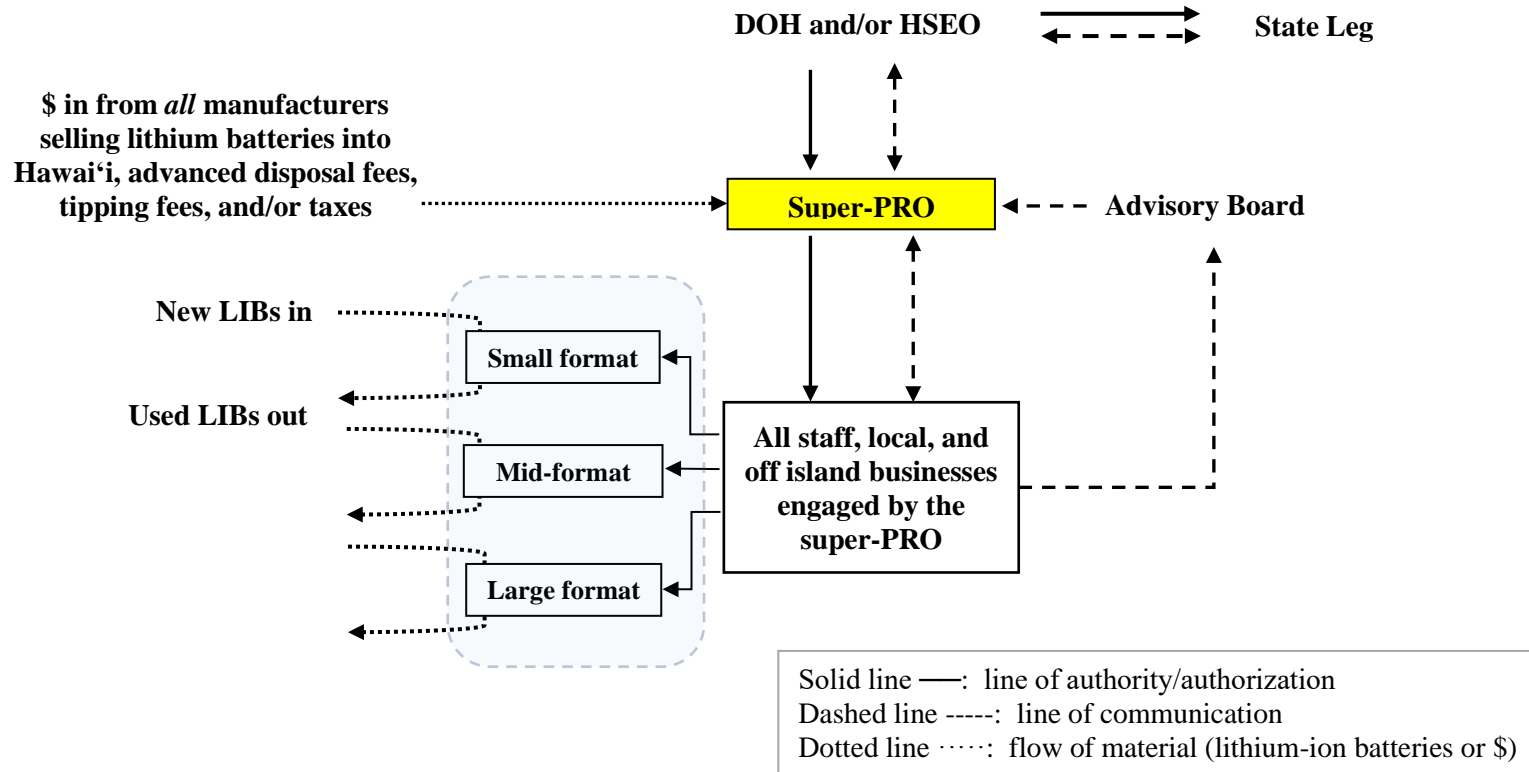 DOH and/or HSEO
State Leg
$ in from all manufacturers
selling lithium batteries into
Hawai‘i, advanced disposal fees,
tipping fees, and/or taxes
Super-PRO
Advisory Board
New LIBs in
Small format
Used LIBs out
Mid-format
Large format
All staff, local, and
off island businesses
engaged by the
super-PRO
Solid line ——: line of authority/authorization
Dashed line -----: line of communication
Dotted line ·····: flow of material (lithium-ion batteries or $)